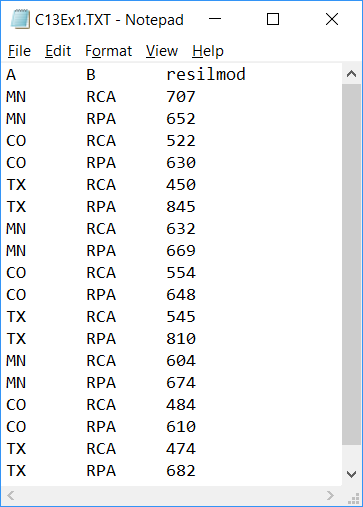 C13Ex1.TXT - Notepad
File Edit Format View Help
A B resilmod
MN RCA 707
MN RPA 652
CO RCA 522
CO RPA 630
TX RCA 450
TX RPA 845
MN RCA 632
MN RPA 669
CO RCA 554
CO RPA 648
TX RCA 545
TX RPA 810
MN RCA 604
MN RPA 674
CO RCA 484
CO RPA 610
TX RCA 474
TX RPA 682